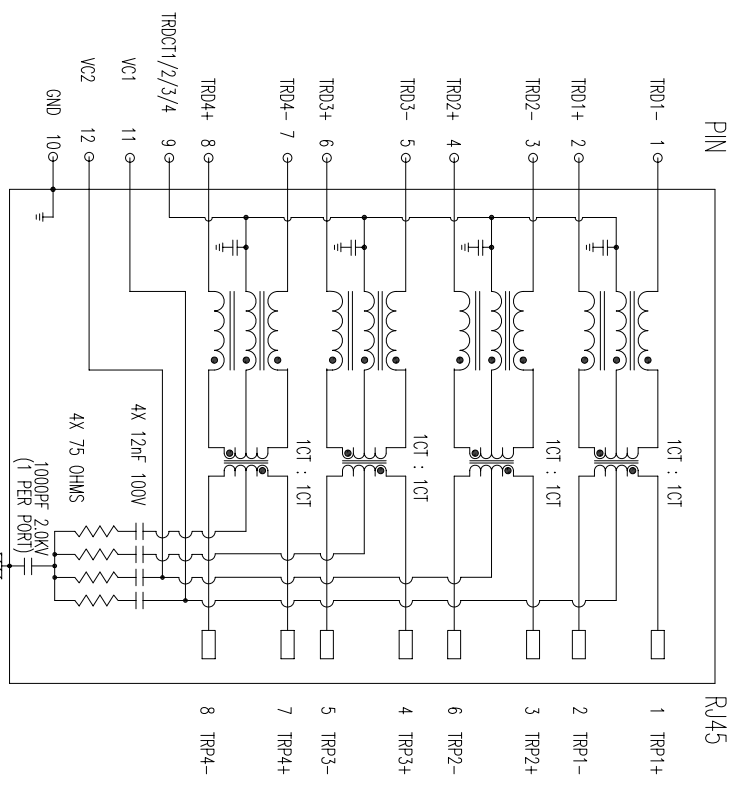 PIN
TRD1- 1
TRD1+ 2
TRD2- 3
TRD2+ 4
TRD3- 5
TRD3+ 6
TRD4- 7
TRD4+ 8
TRDCT1/2/3/4 9
VC1 11
VC2 12
GND 10
1CT : 1CT
1CT : 1CT
1CT : 1CT
1CT : 1CT
4X 12nF 100V
4X 75 OHMS
1000PF 2.0KV
(1 PER PORT)
RJ45
1 TRP1+
2 TRP1-
3 TRP2+
6 TRP2-
4 TRP3+
5 TRP3-
7 TRP4+
8 TRP4-